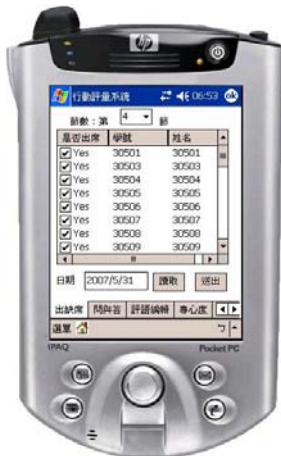 hp
行動評量系統 06:53 ok
節數：第 4 節
是否出席 學號 姓名
Yes 30501 30501
Yes 30503 30503
Yes 30504 30504
Yes 30505 30505
Yes 30506 30506
Yes 30507 30507
Yes 30508 30508
Yes 30509 30509
日期 2007/5/31 讀取 送出
出缺席 問與答 評語編輯 專心度
選單
iPAQ Pocket PC